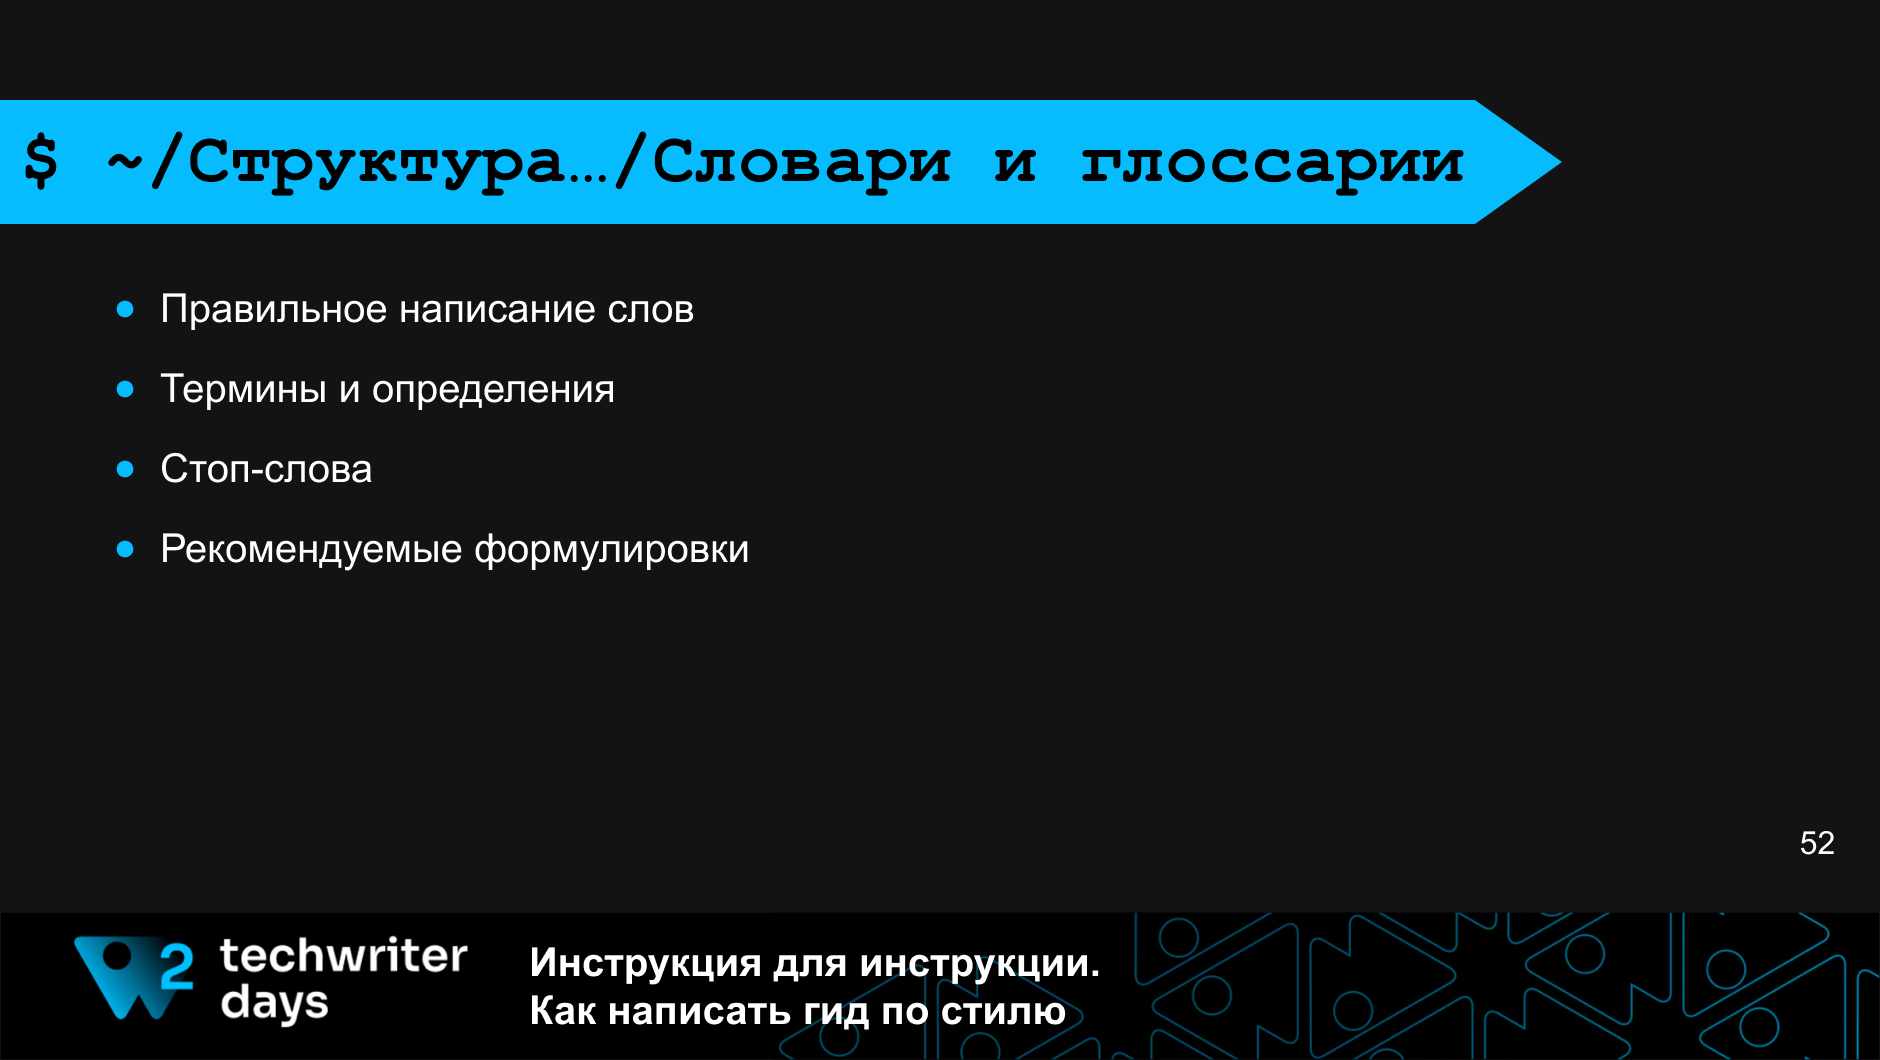 $ ~/Структура…/Словари и глоссарии
Правильное написание слов
Термины и определения
Стоп-слова
Рекомендуемые формулировки
52
2 techwriter
days
Инструкция для инструкции.
Как написать гид по стилю